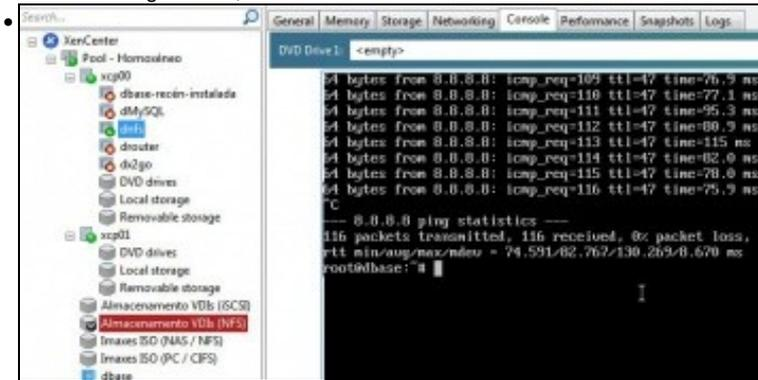 Search...
General Memory Storage Networking Console Performance Snapshots Logs
XenCenter
DVD Drive 1: <empty>
Pool - Homoxéneo
xcp00
dbase-recén-instalada
dMySQL
dnfs
drouter
dx2go
DVD drives
Local storage
Removable storage
xcp01
DVD drives
Local storage
Removable storage
Almacenamento VDIs (iSCSI)
Almacenamento VDIs (NFS)
Imaxes ISO (NAS / NFS)
Imaxes ISO (PC / CIFS)
dbase
64 bytes from 8.8.8.8: icmp_req=109 ttl=47 time=76.9 ms
64 bytes from 8.8.8.8: icmp_req=110 ttl=47 time=77.1 ms
64 bytes from 8.8.8.8: icmp_req=111 ttl=47 time=95.3 ms
64 bytes from 8.8.8.8: icmp_req=112 ttl=47 time=80.9 ms
64 bytes from 8.8.8.8: icmp_req=113 ttl=47 time=115 ms
64 bytes from 8.8.8.8: icmp_req=114 ttl=47 time=82.0 ms
64 bytes from 8.8.8.8: icmp_req=115 ttl=47 time=78.0 ms
64 bytes from 8.8.8.8: icmp_req=116 ttl=47 time=75.9 ms
^C
--- 8.8.8.8 ping statistics ---
116 packets transmitted, 116 received, 0% packet loss,
rtt min/avg/max/mdev = 74.591/82.767/130.269/8.670 ms
root@dbase:~#